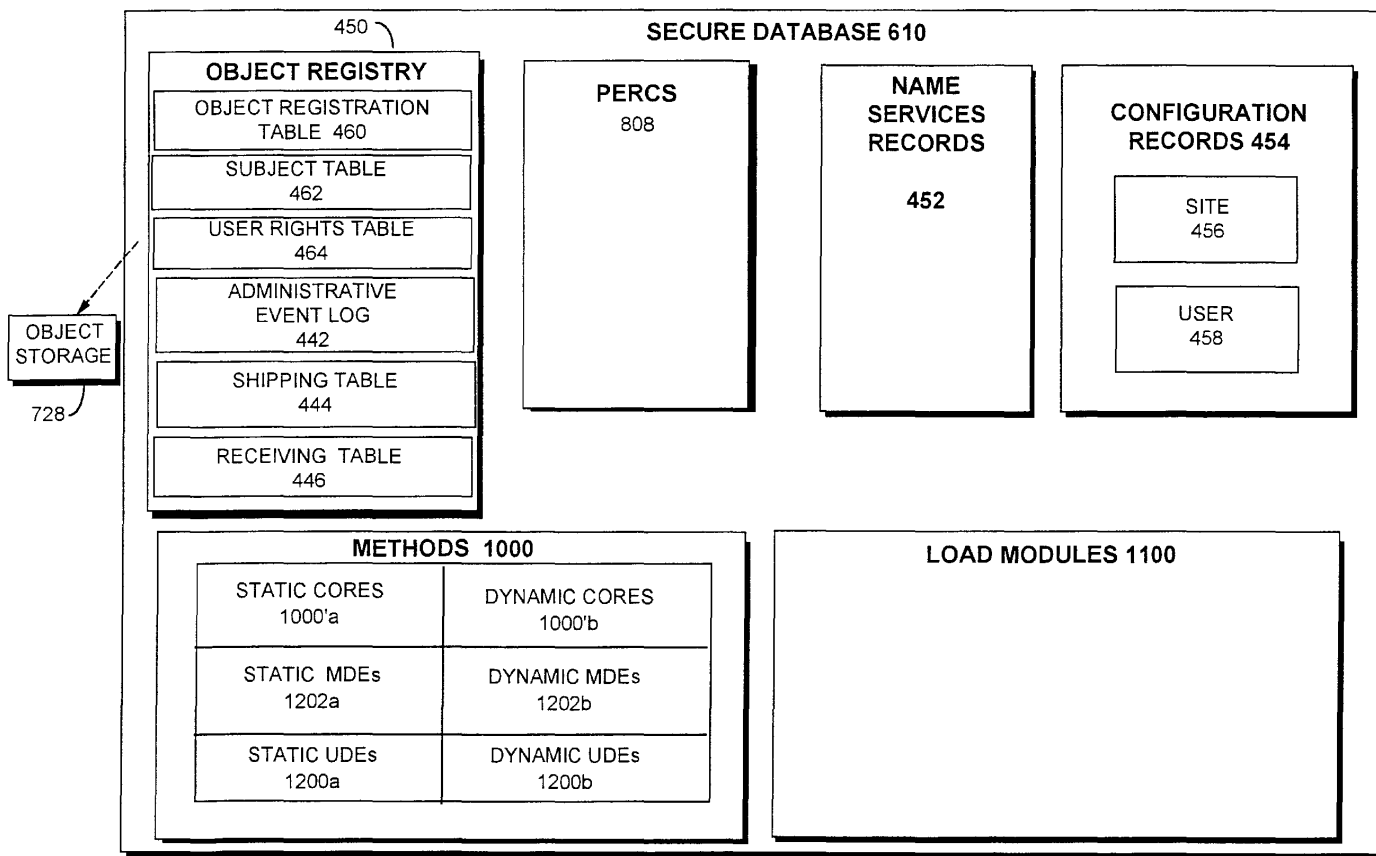 SECURE DATABASE 610
450
OBJECT REGISTRY
OBJECT REGISTRATION
TABLE 460
SUBJECT TABLE
462
USER RIGHTS TABLE
464
ADMINISTRATIVE
EVENT LOG
442
SHIPPING TABLE
444
RECEIVING TABLE
446
OBJECT
STORAGE
728
PERCS
808
NAME
SERVICES
RECORDS
452
CONFIGURATION
RECORDS 454
SITE
456
USER
458
METHODS 1000
STATIC CORES
1000'a
DYNAMIC CORES
1000'b
STATIC MDEs
1202a
DYNAMIC MDEs
1202b
STATIC UDEs
1200a
DYNAMIC UDEs
1200b
LOAD MODULES 1100